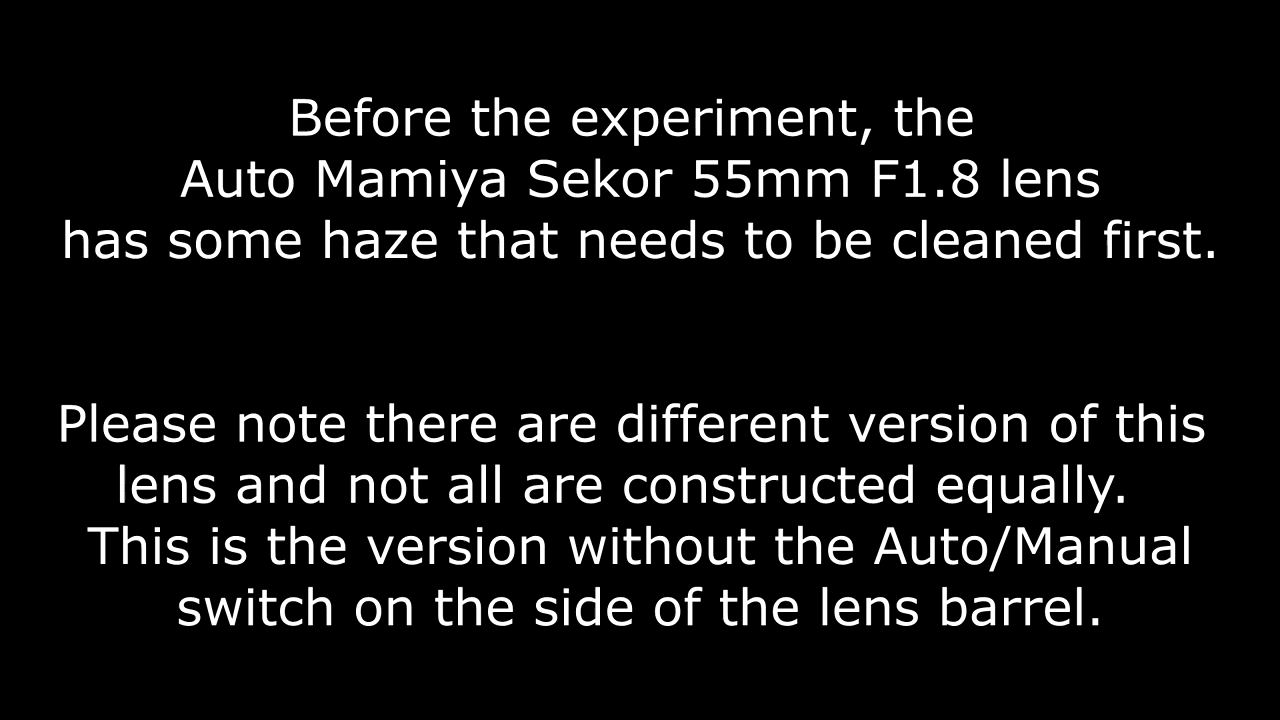 Before the experiment, the
Auto Mamiya Sekor 55mm F1.8 lens
has some haze that needs to be cleaned first.
Please note there are different version of this
lens and not all are constructed equally.
This is the version without the Auto/Manual
switch on the side of the lens barrel.